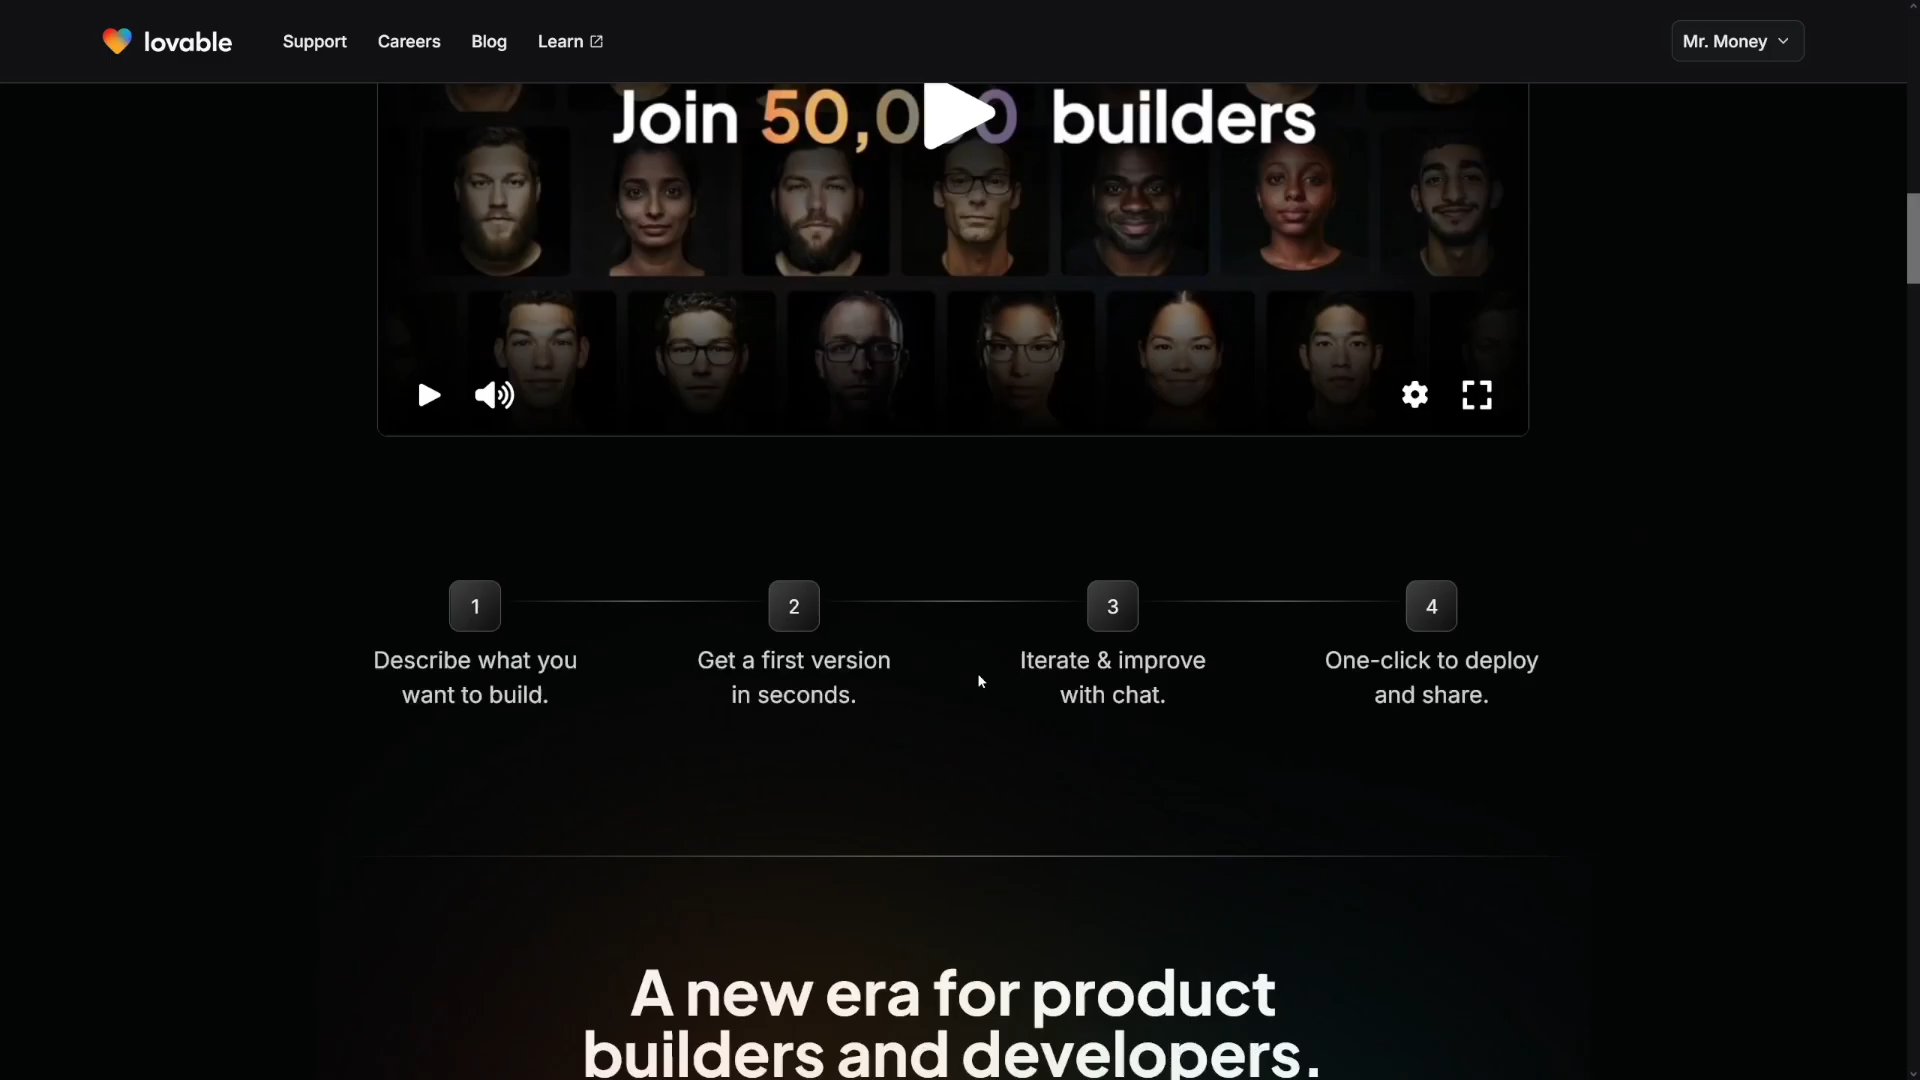 lovable Support Careers Blog Learn Mr. Money
Join 50,000 builders
1 2 3 4
Describe what you
want to build.
Get a first version
in seconds.
Iterate & improve
with chat.
One-click to deploy
and share.
A new era for product
builders and developers.